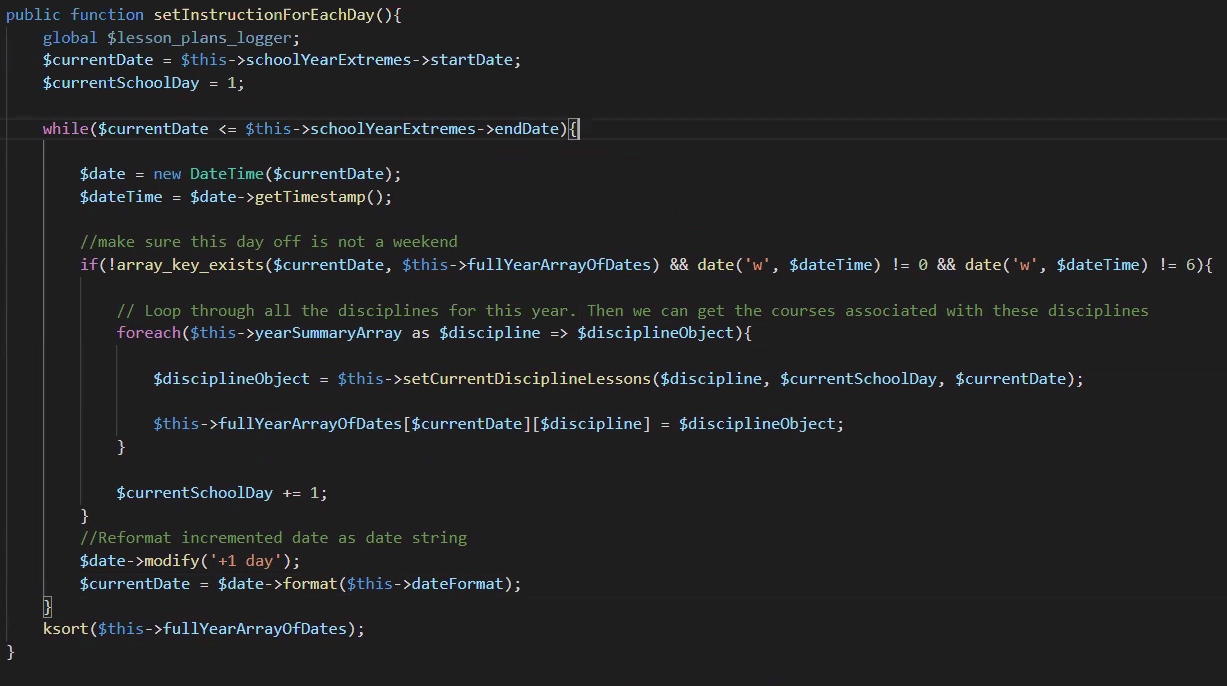 public function setInstructionForEachDay(){
global $lesson_plans_logger;
$currentDate = $this->schoolYearExtremes->startDate;
$currentSchoolDay = 1;
while($currentDate <= $this->schoolYearExtremes->endDate){
$date = new DateTime($currentDate);
$dateTime = $date->getTimestamp();
//make sure this day off is not a weekend
if(!array_key_exists($currentDate, $this->fullYearArrayOfDates) && date('w', $dateTime) != 0 && date('w', $dateTime) != 6){
// Loop through all the disciplines for this year. Then we can get the courses associated with these disciplines
foreach($this->yearSummaryArray as $discipline => $disciplineObject){
$disciplineObject = $this->setCurrentDisciplineLessons($discipline, $currentSchoolDay, $currentDate);
$this->fullYearArrayOfDates[$currentDate][$discipline] = $disciplineObject;
}
$currentSchoolDay += 1;
}
//Reformat incremented date as date string
$date->modify('+1 day');
$currentDate = $date->format($this->dateFormat);
}
ksort($this->fullYearArrayOfDates);
}